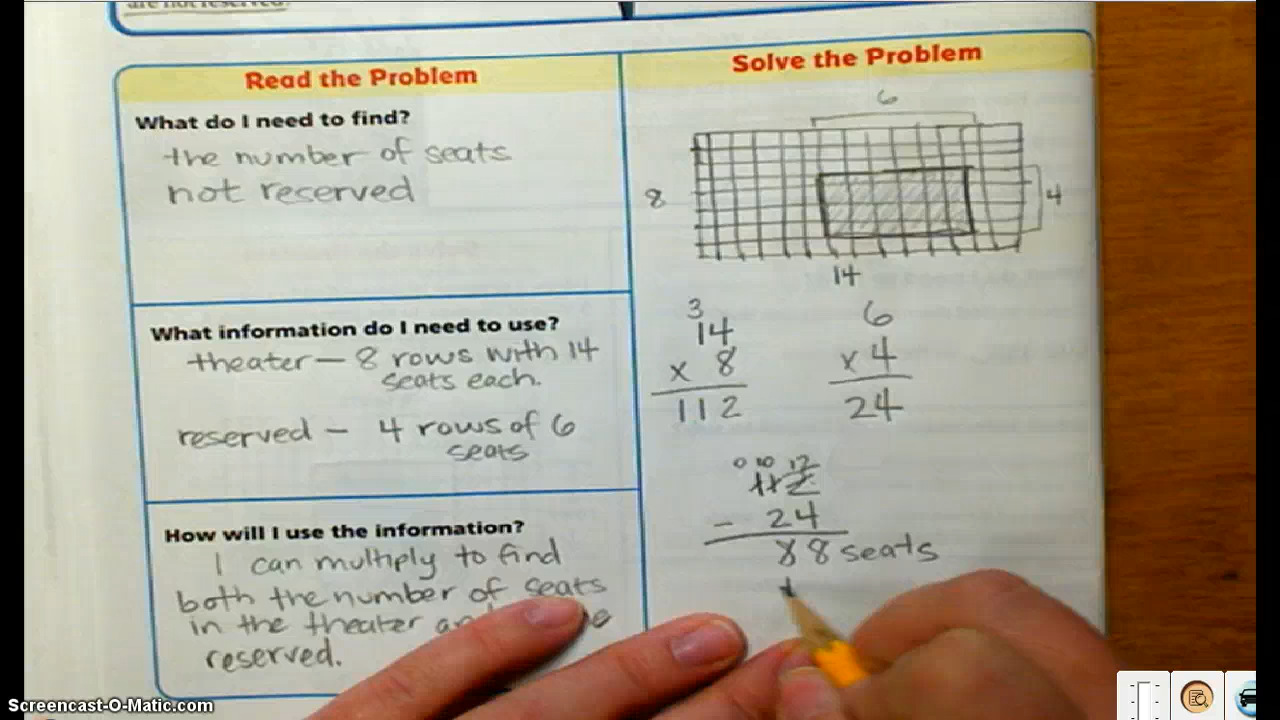 are not reserved.
Read the Problem
What do I need to find?
the number of seats
not reserved
What information do I need to use?
theater — 8 rows with 14
seats each.
reserved — 4 rows of 6
seats
How will I use the information?
I can multiply to find
both the number of seats
in the theater
reserved.
Solve the Problem
6
8
4
14
3
14
x 8
112
6
x 4
24
0 10 12
112
- 24
88 seats
Screencast-O-Matic.com